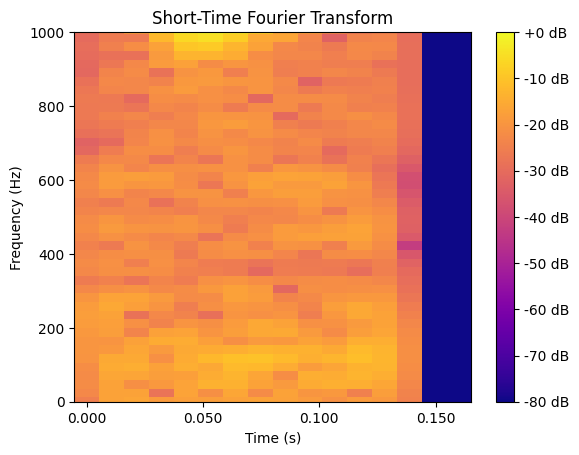 Short-Time Fourier Transform
Frequency (Hz)
1000
800
600
400
200
0
0.000
0.050
0.100
0.150
Time (s)
+0 dB
-10 dB
-20 dB
-30 dB
-40 dB
-50 dB
-60 dB
-70 dB
-80 dB